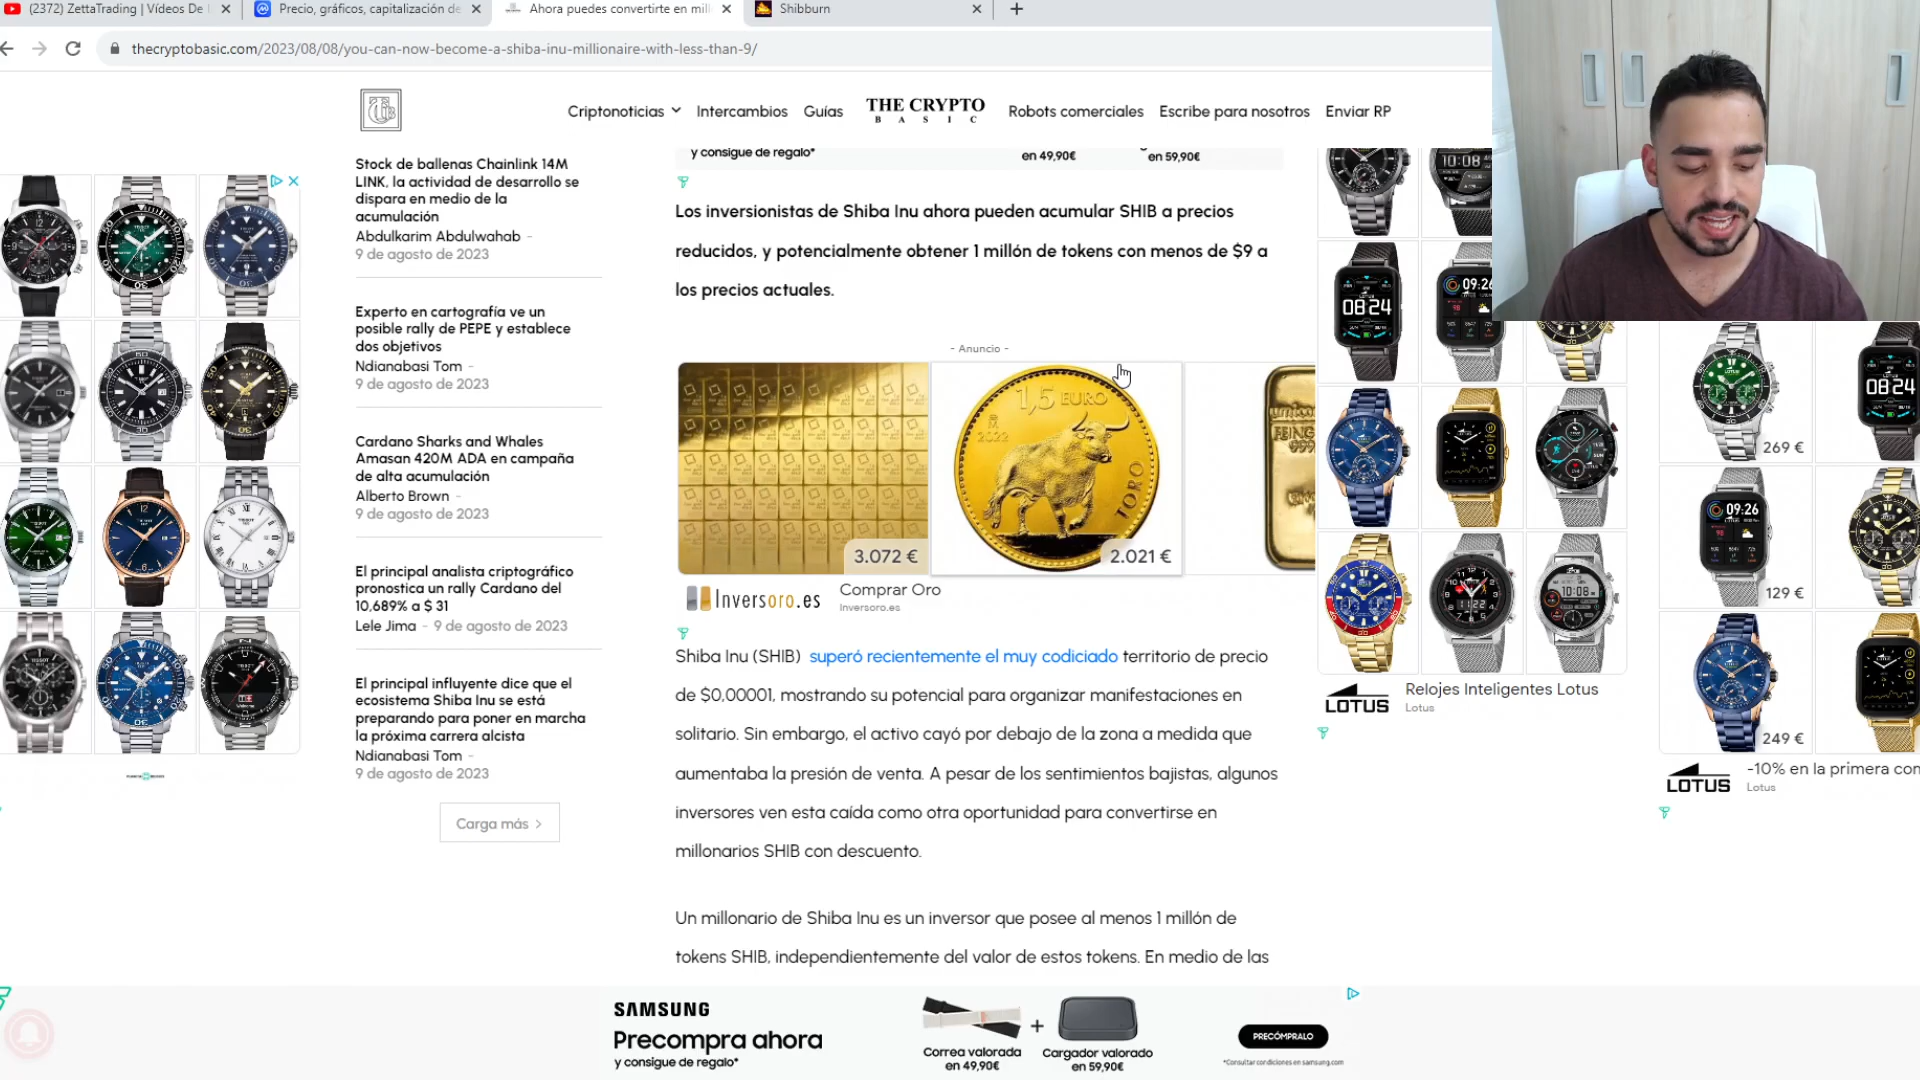 (2372) ZettaTrading | Vídeos De
Precio, gráficos, capitalización de
Ahora puedes convertirte en mil
Shibburn
thecryptobasic.com/2023/08/08/you-can-now-become-a-shiba-inu-millionaire-with-less-than-9/
Criptonoticias
Intercambios
Guías
THE CRYPTO
BASIC
Robots comerciales
Escribe para nosotros
Enviar RP
Stock de ballenas Chainlink 14M
LINK, la actividad de desarrollo se
dispara en medio de la
acumulación
Abdulkarim Abdulwahab -
9 de agosto de 2023
Experto en cartografía ve un
posible rally de PEPE y establece
dos objetivos
Ndianabasi Tom -
9 de agosto de 2023
Cardano Sharks and Whales
Amasan 420M ADA en campaña
de alta acumulación
Alberto Brown -
9 de agosto de 2023
El principal analista criptográfico
pronostica un rally Cardano del
10,689% a $ 31
Lele Jima - 9 de agosto de 2023
El principal influyente dice que el
ecosistema Shiba Inu se está
preparando para poner en marcha
la próxima carrera alcista
Ndianabasi Tom -
9 de agosto de 2023
Carga más >
y consigue de regalo*
en 49,90€
en 59,90€
Los inversionistas de Shiba Inu ahora pueden acumular SHIB a precios
reducidos, y potencialmente obtener 1 millón de tokens con menos de $9 a
los precios actuales.
- Anuncio -
3.072 €
1,5 EURO
2022
TORO
2.021 €
Inversoro.es
Comprar Oro
Inversoro.es
Shiba Inu (SHIB) superó recientemente el muy codiciado territorio de precio
de $0,00001, mostrando su potencial para organizar manifestaciones en
solitario. Sin embargo, el activo cayó por debajo de la zona a medida que
aumentaba la presión de venta. A pesar de los sentimientos bajistas, algunos
inversores ven esta caída como otra oportunidad para convertirse en
millonarios SHIB con descuento.
Un millonario de Shiba Inu es un inversor que posee al menos 1 millón de
tokens SHIB, independientemente del valor de estos tokens. En medio de las
10:08
08:24
09:26
11:22
LOTUS
Relojes Inteligentes Lotus
Lotus
269 €
08:24
09:26
129 €
249 €
LOTUS
-10% en la primera con
Lotus
SAMSUNG
Precompra ahora
y consigue de regalo*
Correa valorada
en 49,90€
+
Cargador valorado
en 59,90€
PRECÓMPRALO
*Consultar condiciones en samsung.com